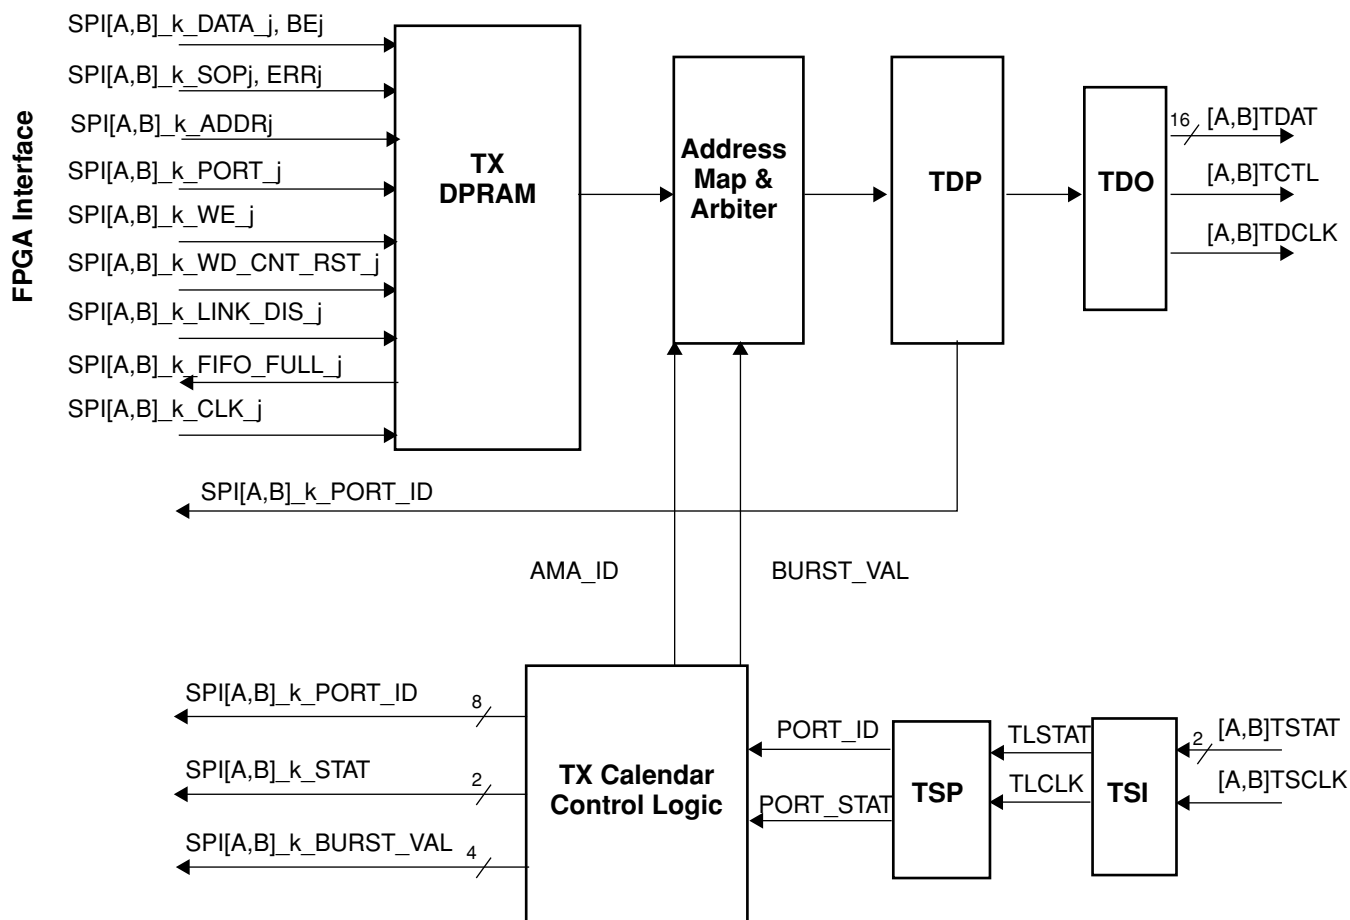 SPI[A,B]_k_DATA_j, BEj
SPI[A,B]_k_SOPj, ERRj
SPI[A,B]_k_ADDRj
SPI[A,B]_k_PORT_j
SPI[A,B]_k_WE_j
SPI[A,B]_k_WD_CNT_RST_j
SPI[A,B]_k_LINK_DIS_j
SPI[A,B]_k_FIFO_FULL_j
SPI[A,B]_k_CLK_j
FPGA Interface
TX
DPRAM
Address
Map &
Arbiter
TDP
TDO
16
[A,B]TDAT
[A,B]TCTL
[A,B]TDCLK
SPI[A,B]_k_PORT_ID
AMA_ID
BURST_VAL
SPI[A,B]_k_PORT_ID
8
SPI[A,B]_k_STAT
2
SPI[A,B]_k_BURST_VAL
4
TX Calendar
Control Logic
PORT_ID
PORT_STAT
TSP
TLSTAT
TLCLK
TSI
2
[A,B]TSTAT
[A,B]TSCLK